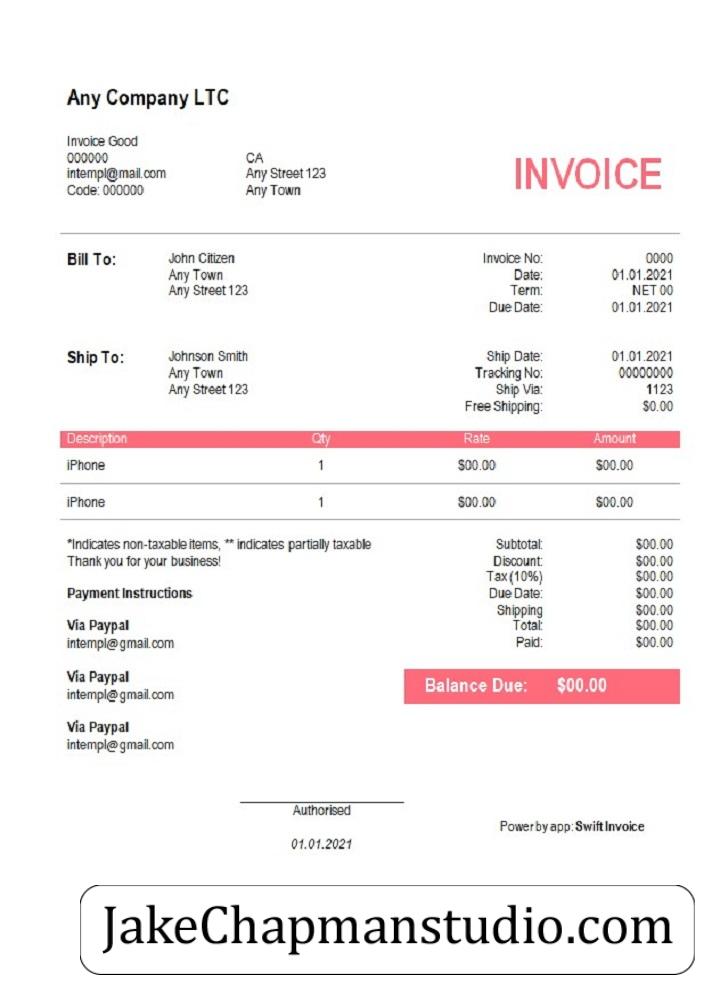 Any Company LTC
Invoice Good
000000 CA
intempl@mail.com Any Street 123
Code: 000000 Any Town
INVOICE
Bill To: John Citizen Invoice No: 0000
Any Town Date: 01.01.2021
Any Street 123 Term: NET 00
Due Date: 01.01.2021
Ship To: Johnson Smith Ship Date: 01.01.2021
Any Town Tracking No: 00000000
Any Street 123 Ship Via: 1123
Free Shipping: $0.00
Description Qty Rate Amount
iPhone 1 $00.00 $00.00
iPhone 1 $00.00 $00.00
*Indicates non-taxable items, ** indicates partially taxable Subtotal: $00.00
Thank you for your business! Discount: $00.00
Tax (10%) $00.00
Payment Instructions Due Date: $00.00
Shipping $00.00
Via Paypal Total: $00.00
intempl@gmail.com Paid: $00.00
Via Paypal
intempl@gmail.com
Balance Due: $00.00
Via Paypal
intempl@gmail.com
Authorised
Power by app: Swift Invoice
01.01.2021
JakeChapmanstudio.com